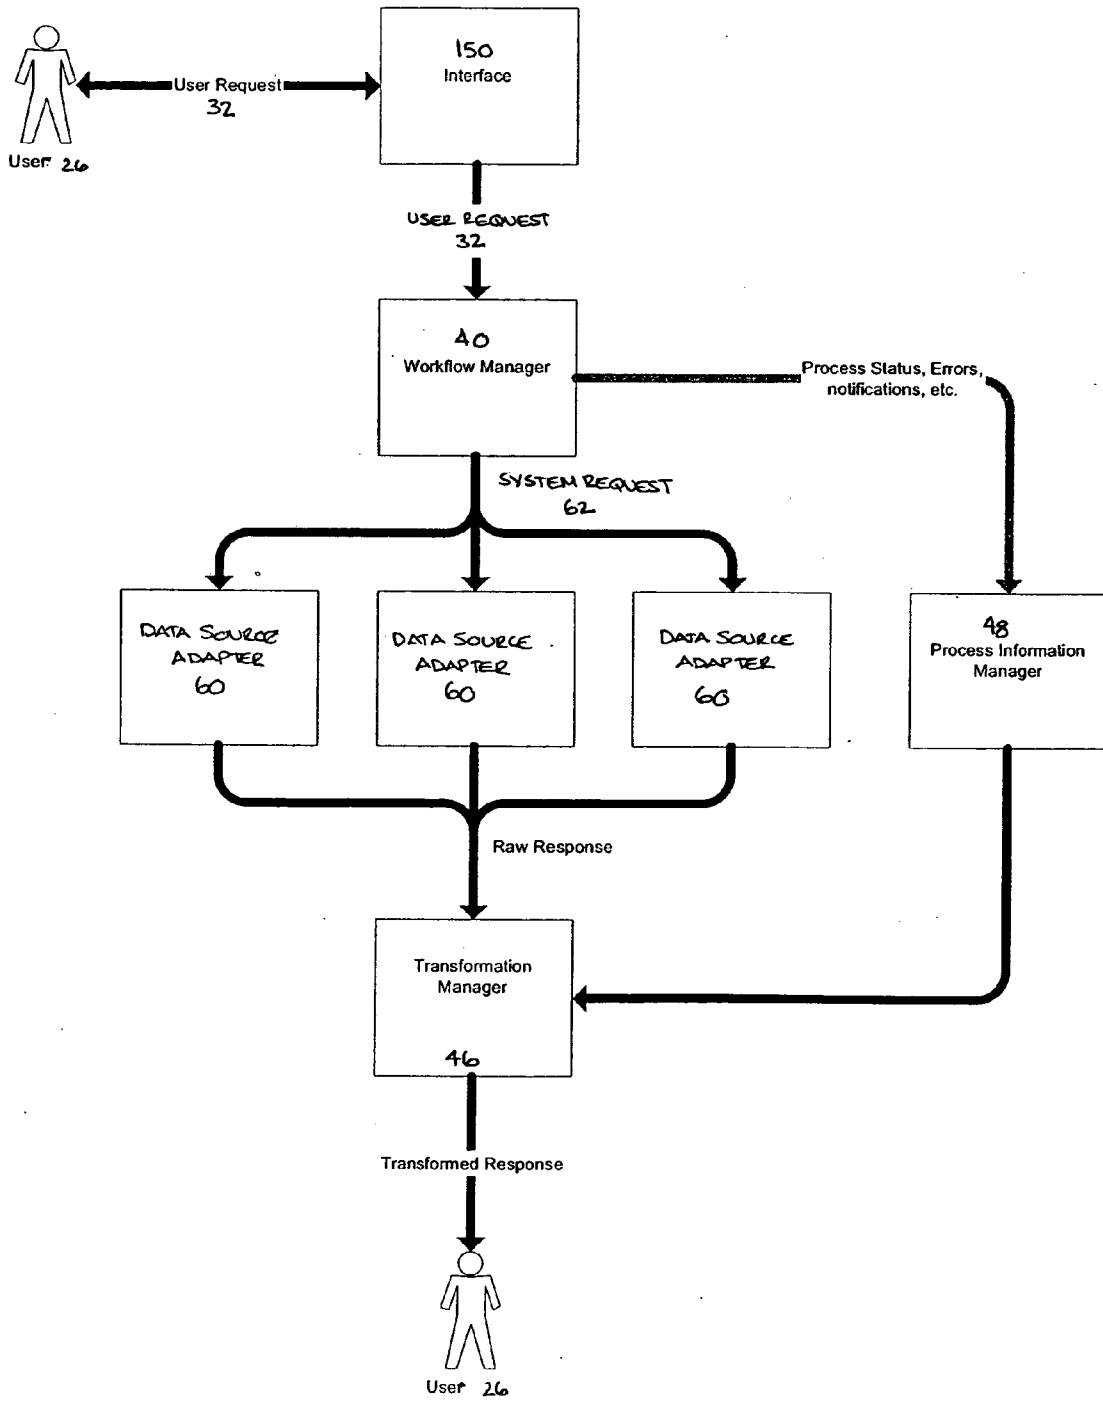 150
Interface
User Request
32
User 26
USER REQUEST
32
40
Workflow Manager
Process Status, Errors,
notifications, etc.
SYSTEM REQUEST
62
DATA SOURCE
ADAPTER
60
DATA SOURCE
ADAPTER
60
DATA SOURCE
ADAPTER
60
48
Process Information
Manager
Raw Response
Transformation
Manager
46
Transformed Response
User 26